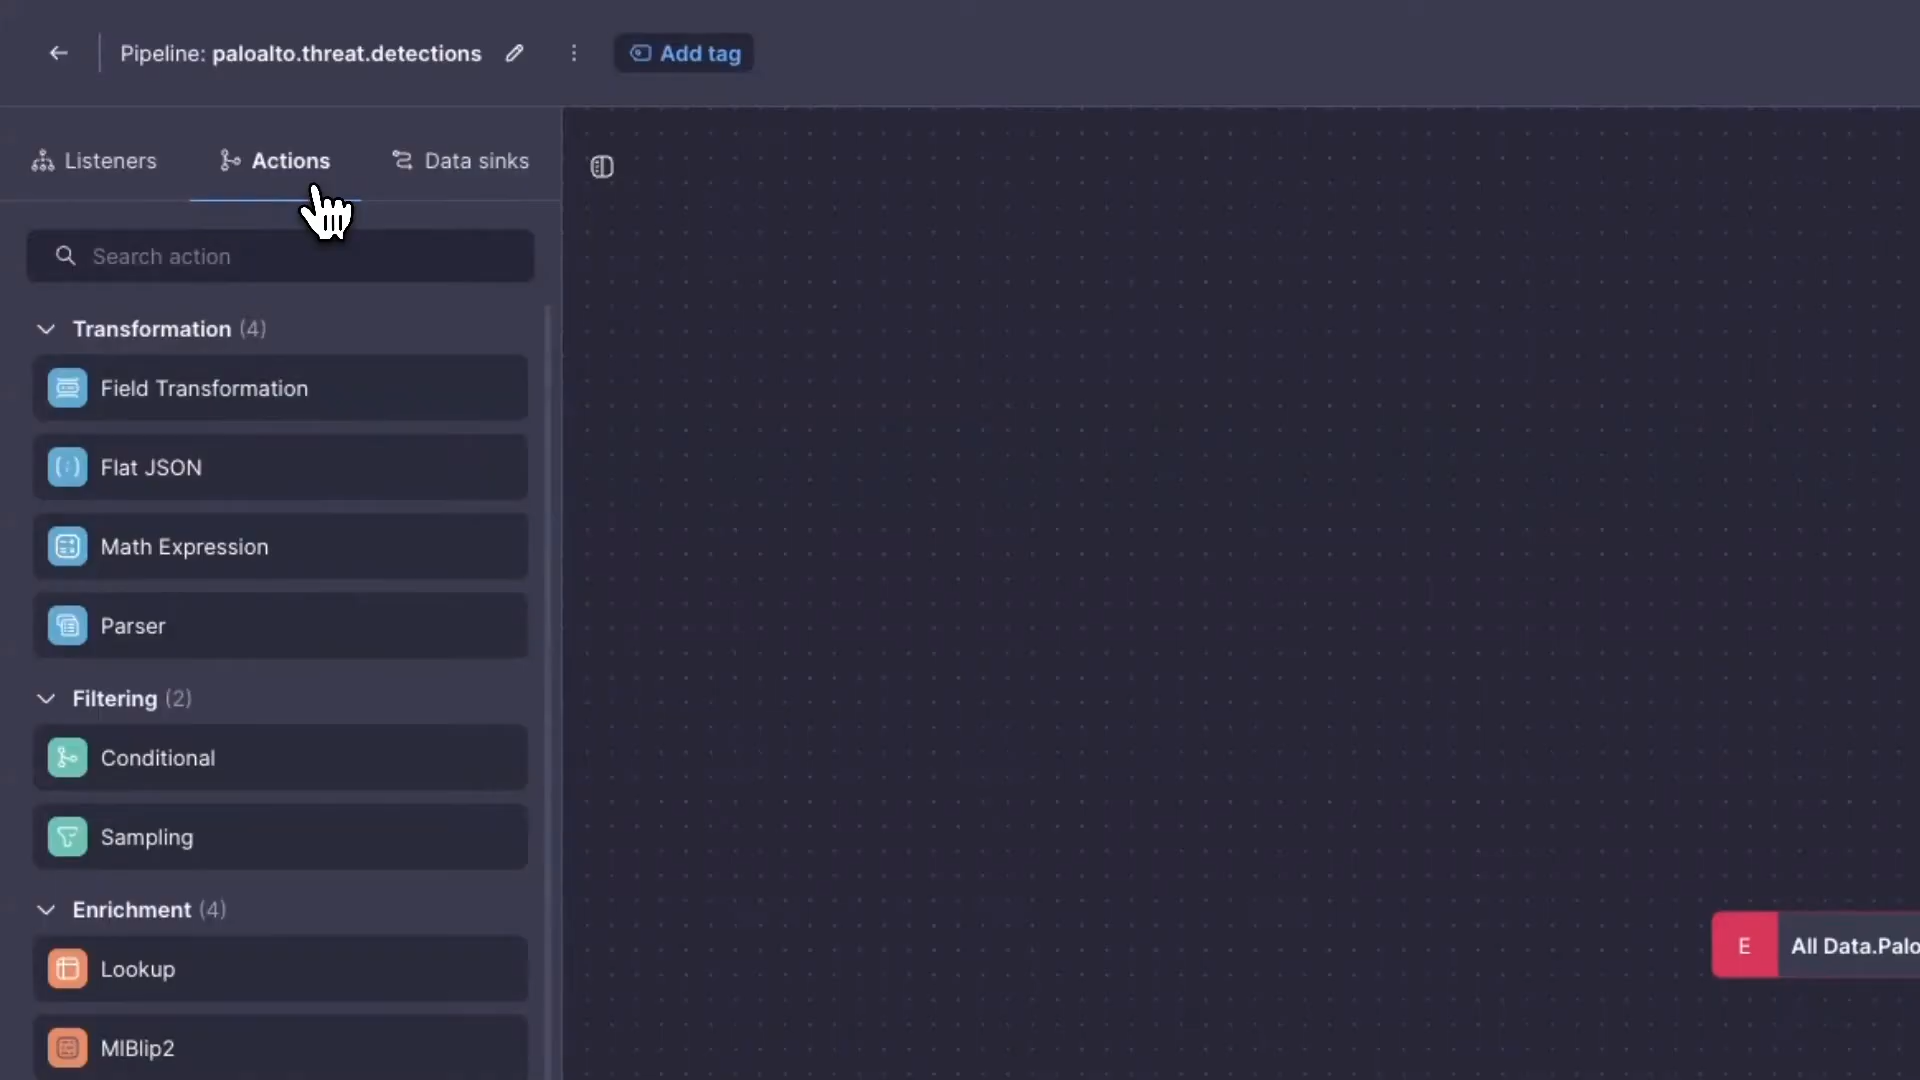 Pipeline: paloalto.threat.detections
Add tag
Listeners
Actions
Data sinks
Search action
Transformation (4)
Field Transformation
Flat JSON
Math Expression
Parser
Filtering (2)
Conditional
Sampling
Enrichment (4)
Lookup
MIBlip2
E
All Data.Palo